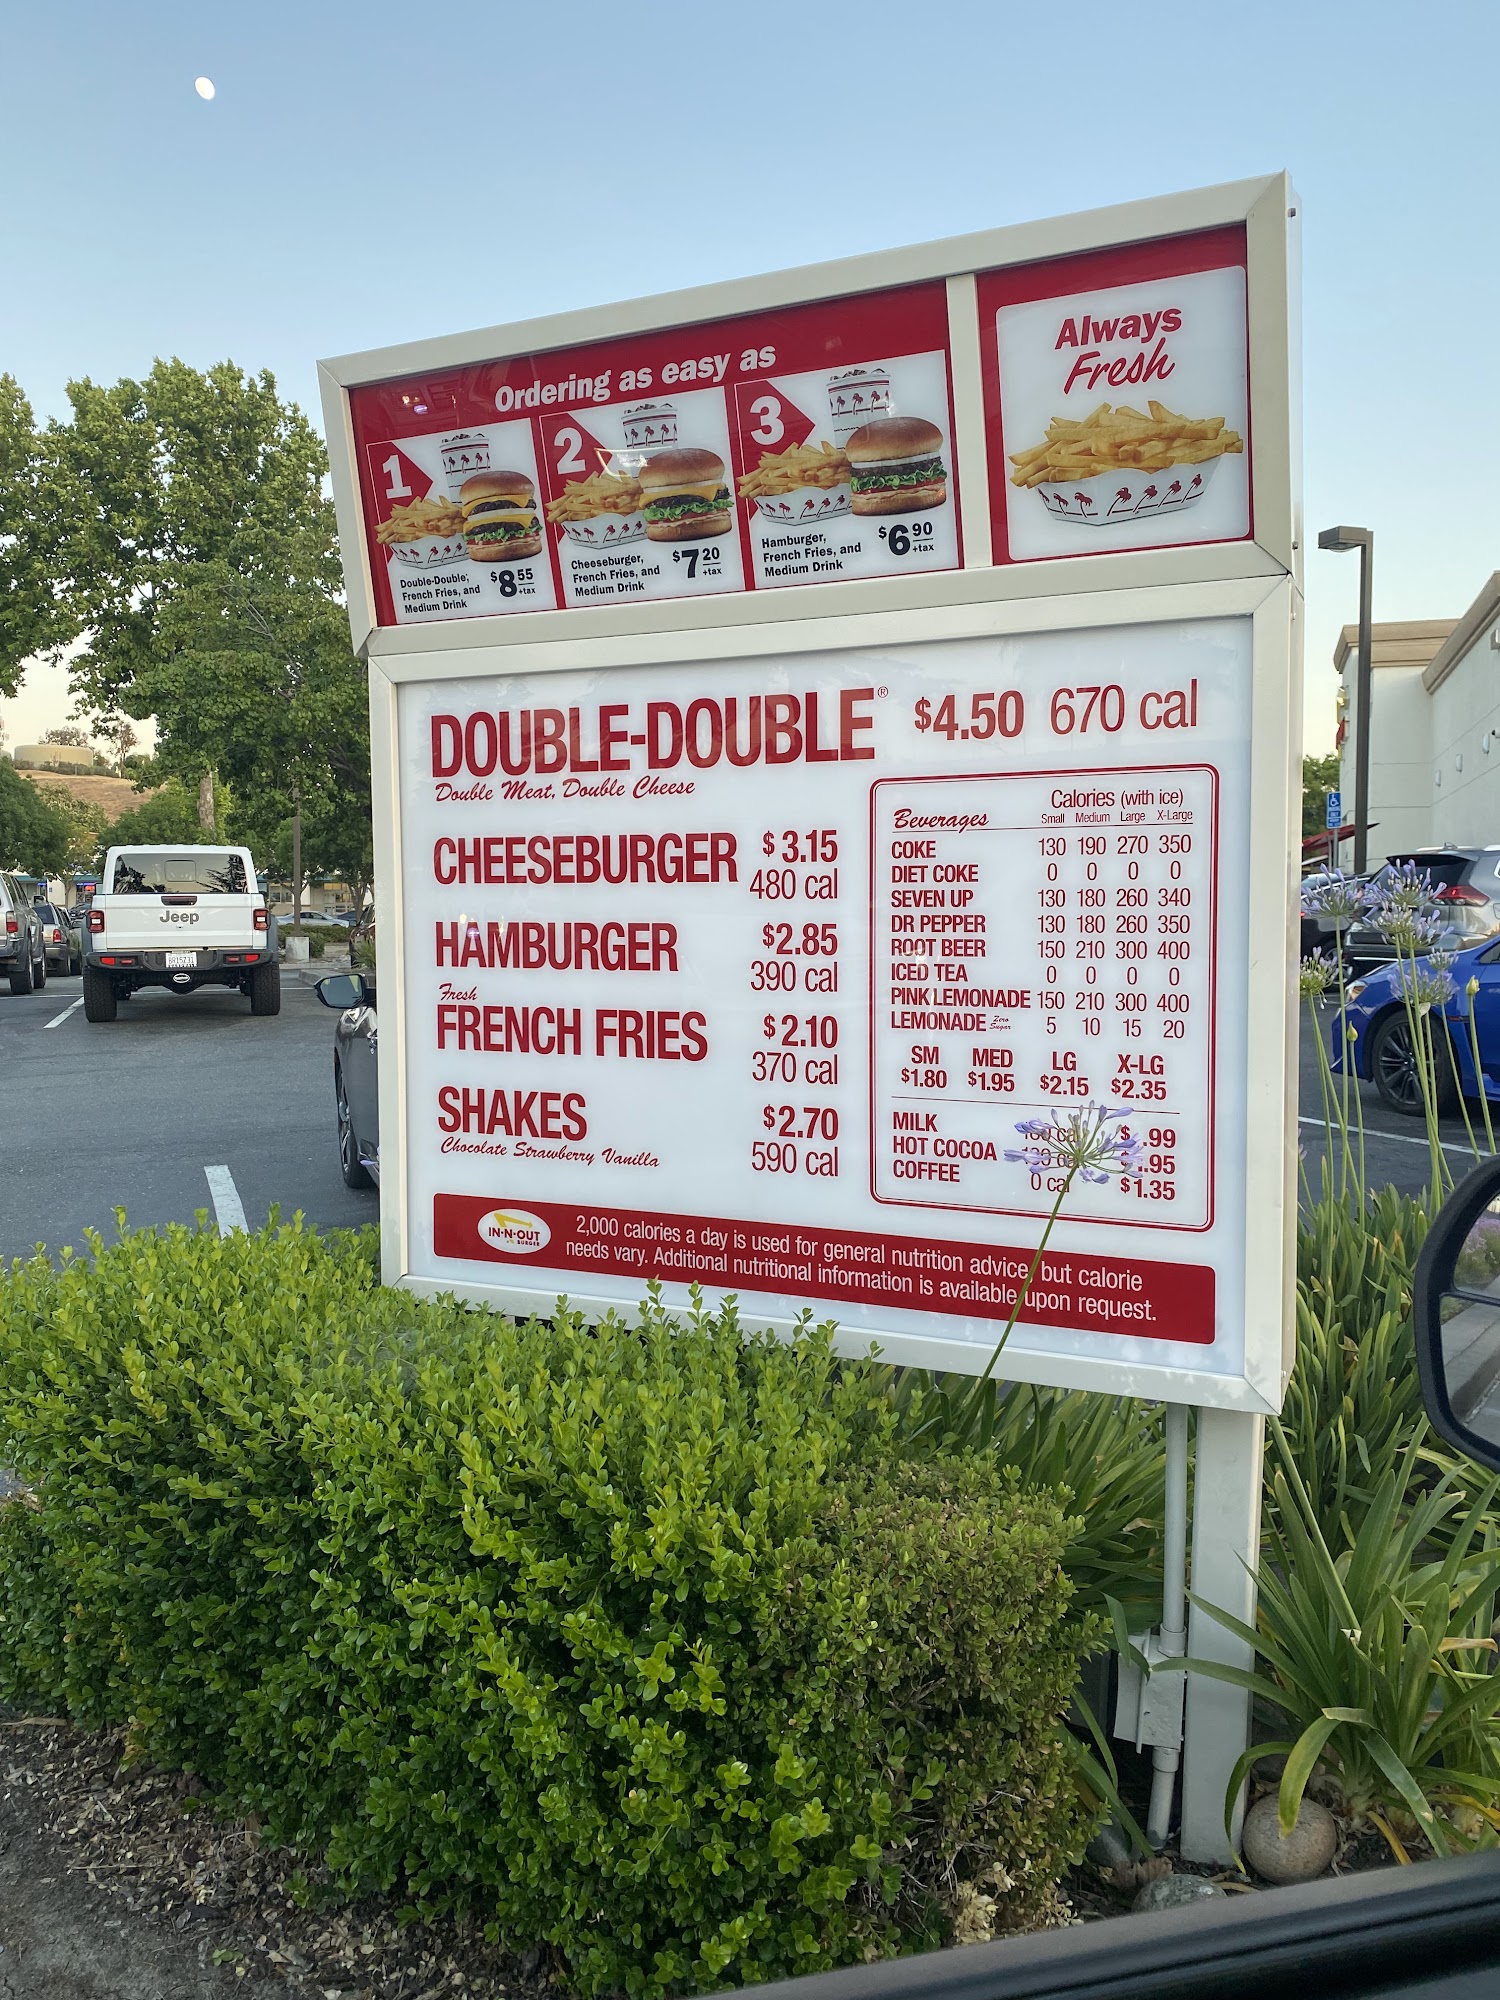 Ordering as easy as
1
Double-Double,
French Fries, and
Medium Drink
$8 55
+tax
2
Cheeseburger,
French Fries, and
Medium Drink
$7 20
+tax
3
Hamburger,
French Fries, and
Medium Drink
$6 90
+tax
Always
Fresh
DOUBLE-DOUBLE® $4.50 670 cal
Double Meat, Double Cheese
CHEESEBURGER $3.15
480 cal
HAMBURGER $2.85
390 cal
Fresh
FRENCH FRIES $2.10
370 cal
SHAKES $2.70
Chocolate Strawberry Vanilla 590 cal
Calories (with ice)
Beverages Small Medium Large X-Large
COKE 130 190 270 350
DIET COKE 0 0 0 0
SEVEN UP 130 180 260 340
DR PEPPER 130 180 260 350
ROOT BEER 150 210 300 400
ICED TEA 0 0 0 0
PINK LEMONADE 150 210 300 400
LEMONADE Zero Sugar 5 10 15 20
SM MED LG X-LG
$1.80 $1.95 $2.15 $2.35
MILK $ .99
HOT COCOA .95
COFFEE 0 cal $1.35
IN-N-OUT
BURGER
2,000 calories a day is used for general nutrition advice, but calorie
needs vary. Additional nutritional information is available upon request.
Jeep